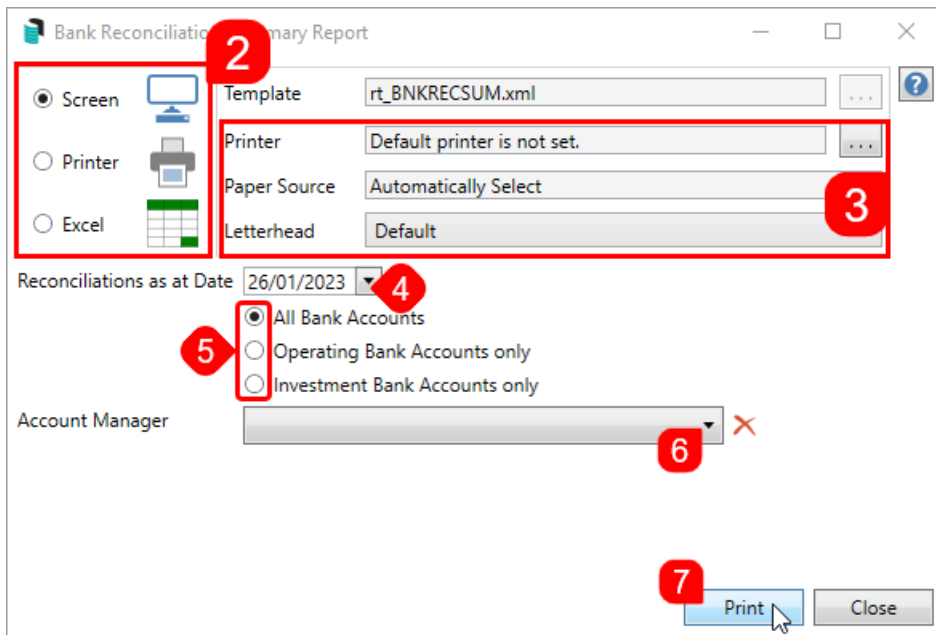 Bank Reconciliatio mary Report
2
Screen
Template
rt_BNKRECSUM.xml
...
?
Printer
Printer
Default printer is not set.
...
Paper Source
Automatically Select
3
Excel
Letterhead
Default
Reconciliations as at Date
26/01/2023
4
All Bank Accounts
5
Operating Bank Accounts only
Investment Bank Accounts only
Account Manager
6
7
Print
Close